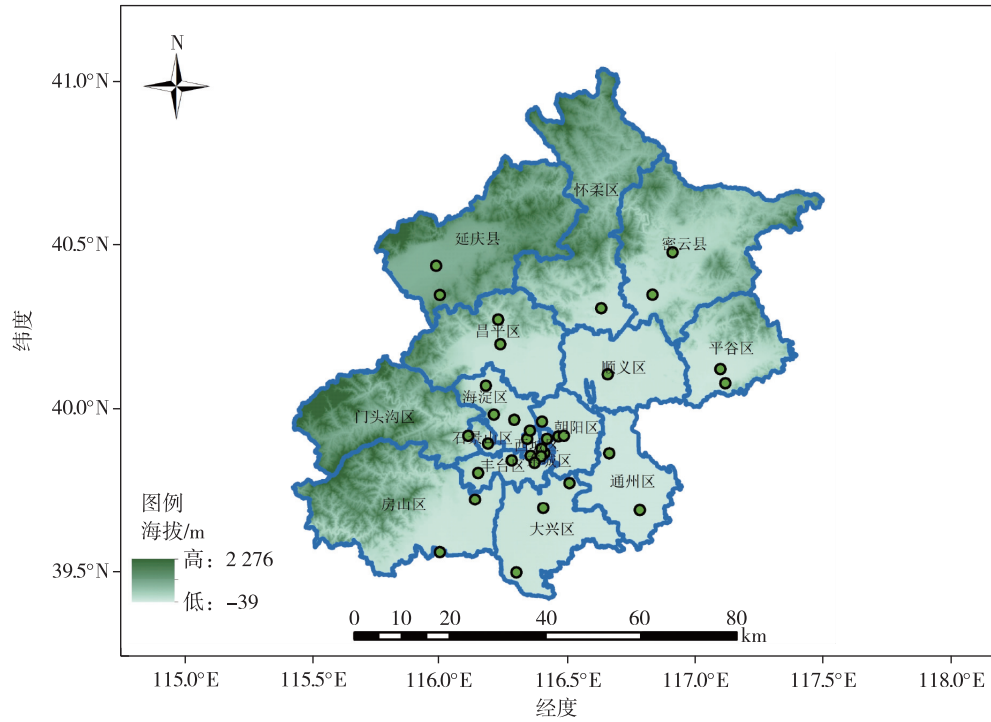 N
41.0°N
40.5°N
40.0°N
39.5°N
纬度
怀柔区
延庆县
密云县
昌平区
平谷区
顺义区
海淀区
门头沟区
朝阳区
石景山区
丰台区
通州区
房山区
大兴区
图例
海拔/m
高：2 276
低：-39
0 10 20 40 60 80
km
115.0°E 115.5°E 116.0°E 116.5°E 117.0°E 117.5°E 118.0°E
经度